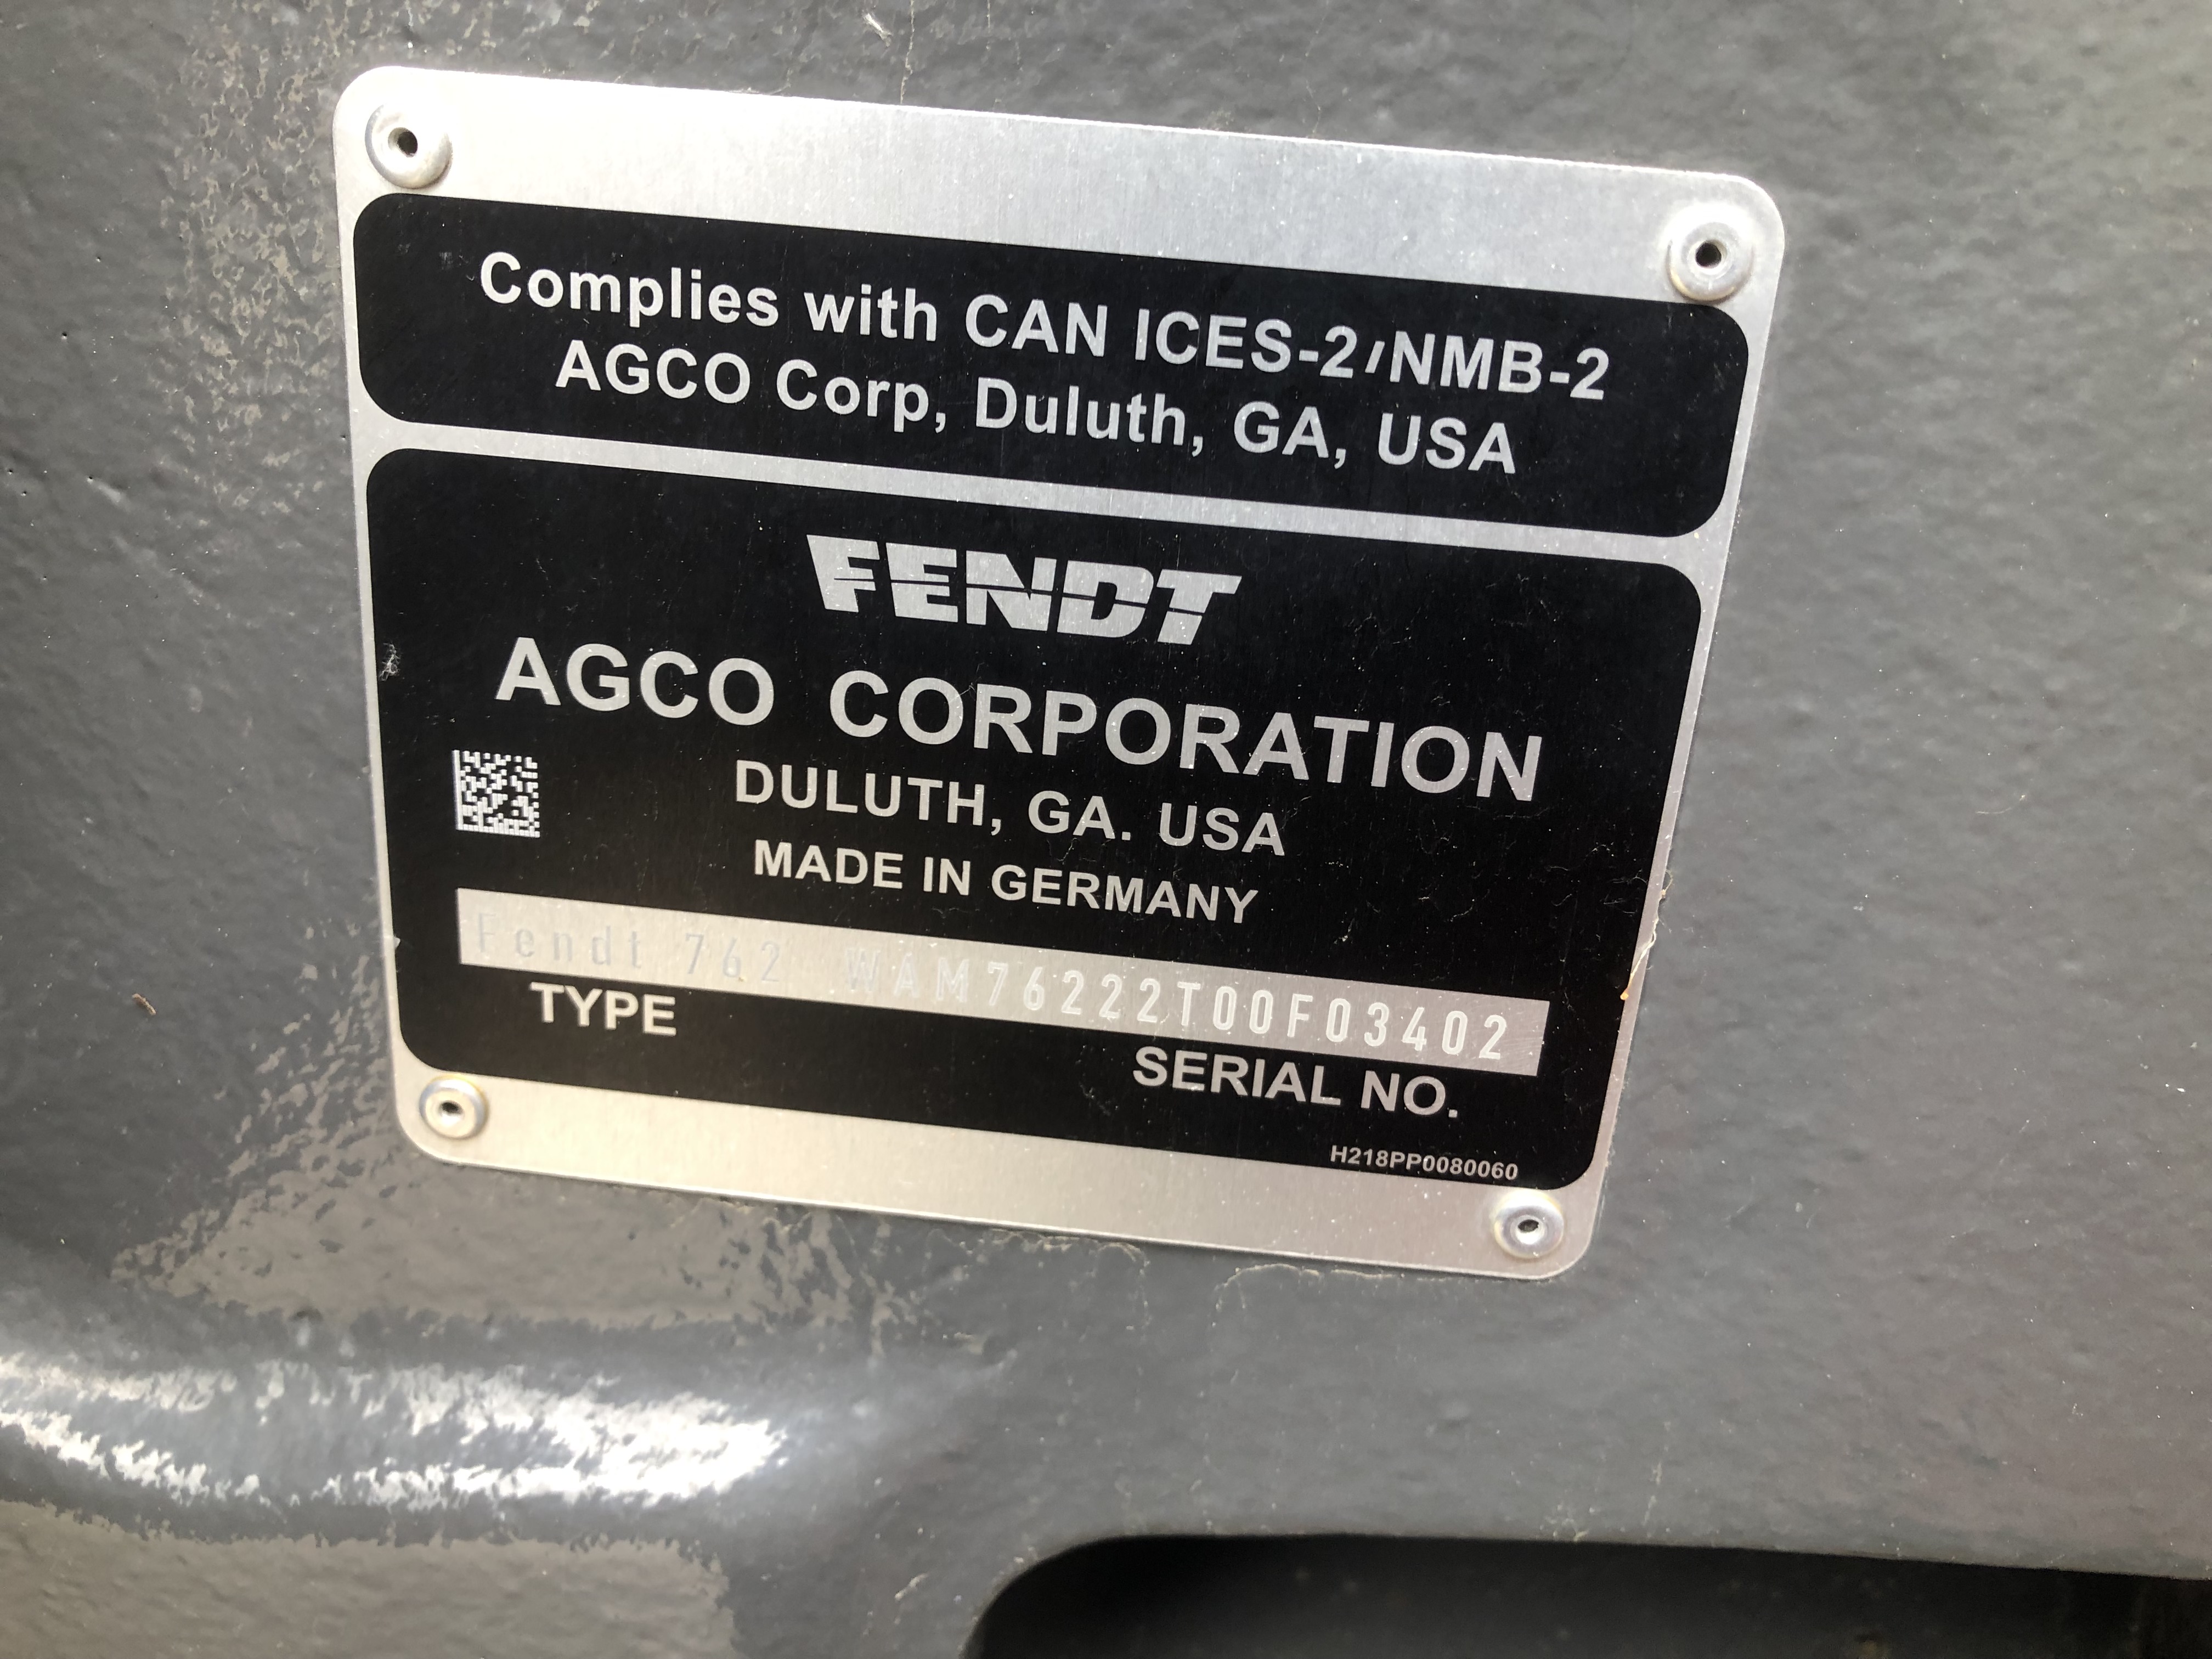 Complies with CAN ICES-2/NMB-2
AGCO Corp, Duluth, GA, USA
FENDT
AGCO CORPORATION
DULUTH, GA. USA
MADE IN GERMANY
Fendt 762 WAM76222T00F03402
TYPE
SERIAL NO.
H218PP0080060